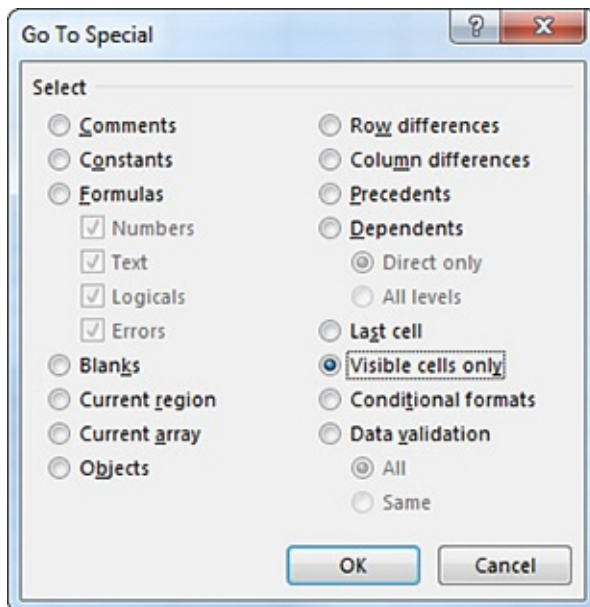 Go To Special
?
X
Select
Comments
Constants
Formulas
Numbers
Text
Logicals
Errors
Blanks
Current region
Current array
Objects
Row differences
Column differences
Precedents
Dependents
Direct only
All levels
Last cell
Visible cells only
Conditional formats
Data validation
All
Same
OK
Cancel